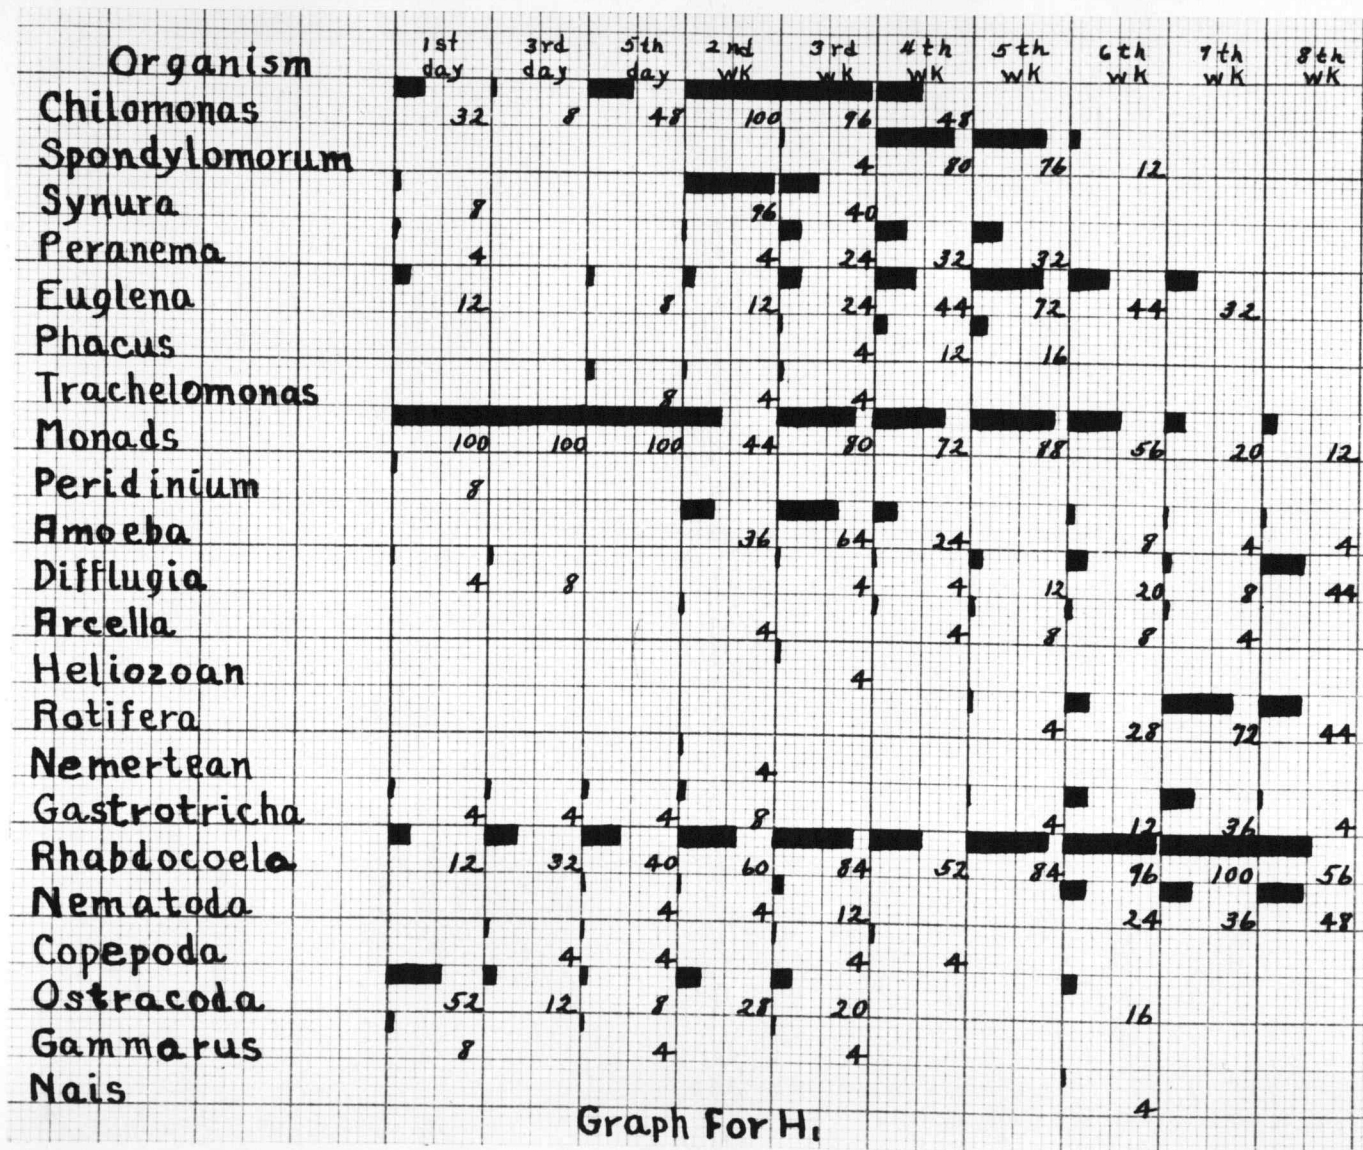 Organism 1st day 3rd day 5th day 2nd wk 3rd wk 4th wk 5th wk 6th wk 7th wk 8th wk
Chilomonas 32 8 48 100 96 48
Spondylomorum 4 80 76 12
Synura 8 96 40
Peranema 4 4 24 32 32
Euglena 12 8 12 24 44 72 44 32
Phacus 4 12 16
Trachelomonas 8 4 4
Monads 100 100 100 44 80 72 88 56 20 12
Peridinium 8
Amoeba 36 64 24 8 4 4
Difflugia 4 8 4 4 12 20 8 44
Arcella 4 4 8 8 4
Heliozoan 4
Rotifera 4 28 72 44
Nemertean 4
Gastrotricha 4 4 4 8 4 12 36 4
Rhabdocoela 12 32 40 60 84 52 84 96 100 56
Nematoda 4 4 12 24 36 48
Copepoda 4 4 4 4
Ostracoda 52 12 8 28 20 16
Gammarus 8 4 4
Nais 4
Graph For H₁